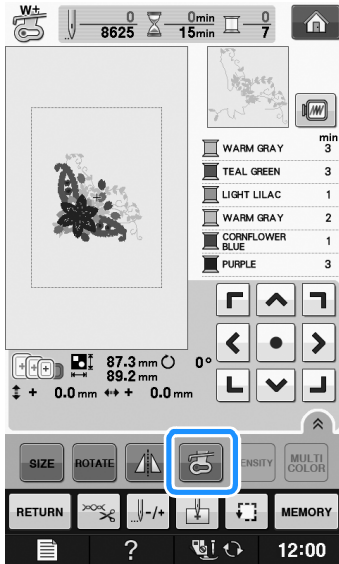 W+
0 0min 0
8625 15min 7
min
WARM GRAY 3
TEAL GREEN 3
LIGHT LILAC 1
WARM GRAY 2
CORNFLOWER
BLUE 1
PURPLE 3
87.3 mm 0°
89.2 mm
+ 0.0 mm + 0.0 mm
SIZE ROTATE ENSITY MULTI
COLOR
RETURN -/+ MEMORY
? 12:00